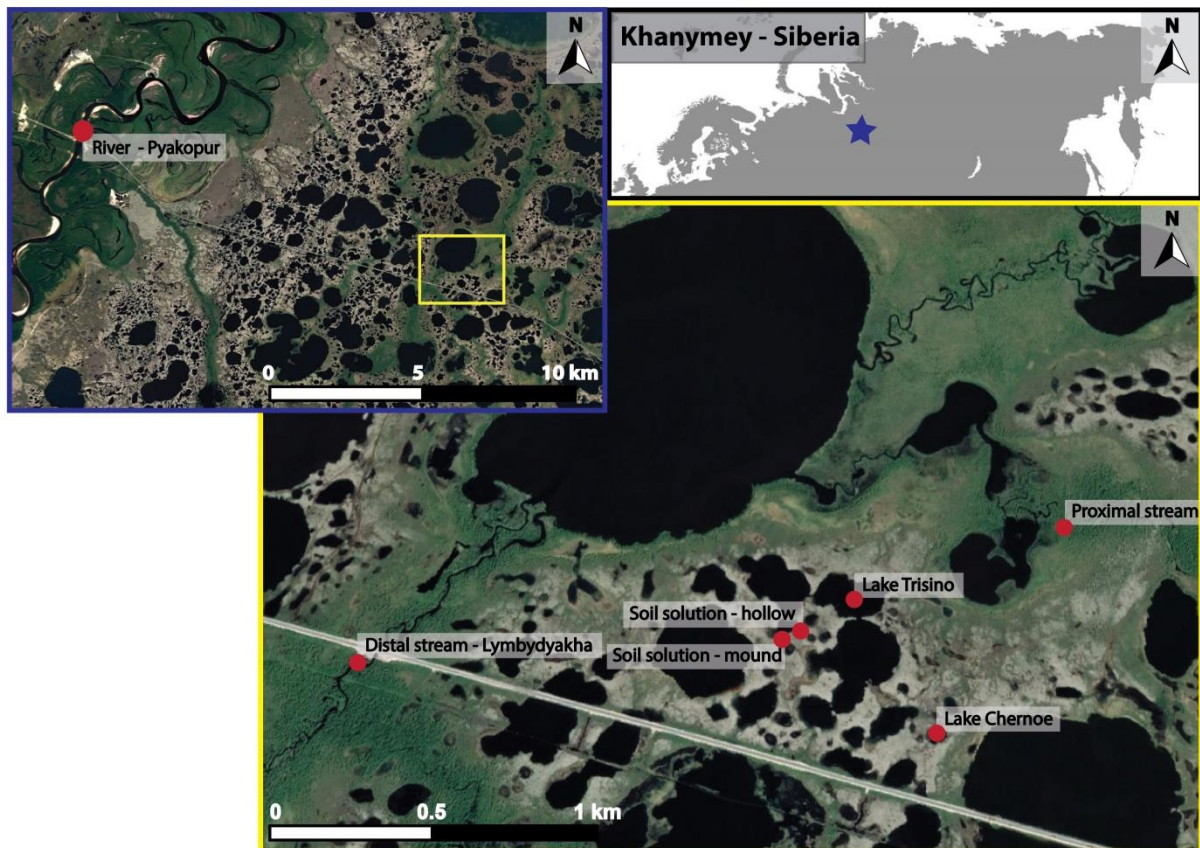 N
River - Pyakopur
0 5 10 km
Khanymey - Siberia
N
N
Proximal stream
Lake Trisino
Soil solution - hollow
Soil solution - mound
Distal stream - Lymbydyakha
Lake Chernoe
0 0.5 1 km